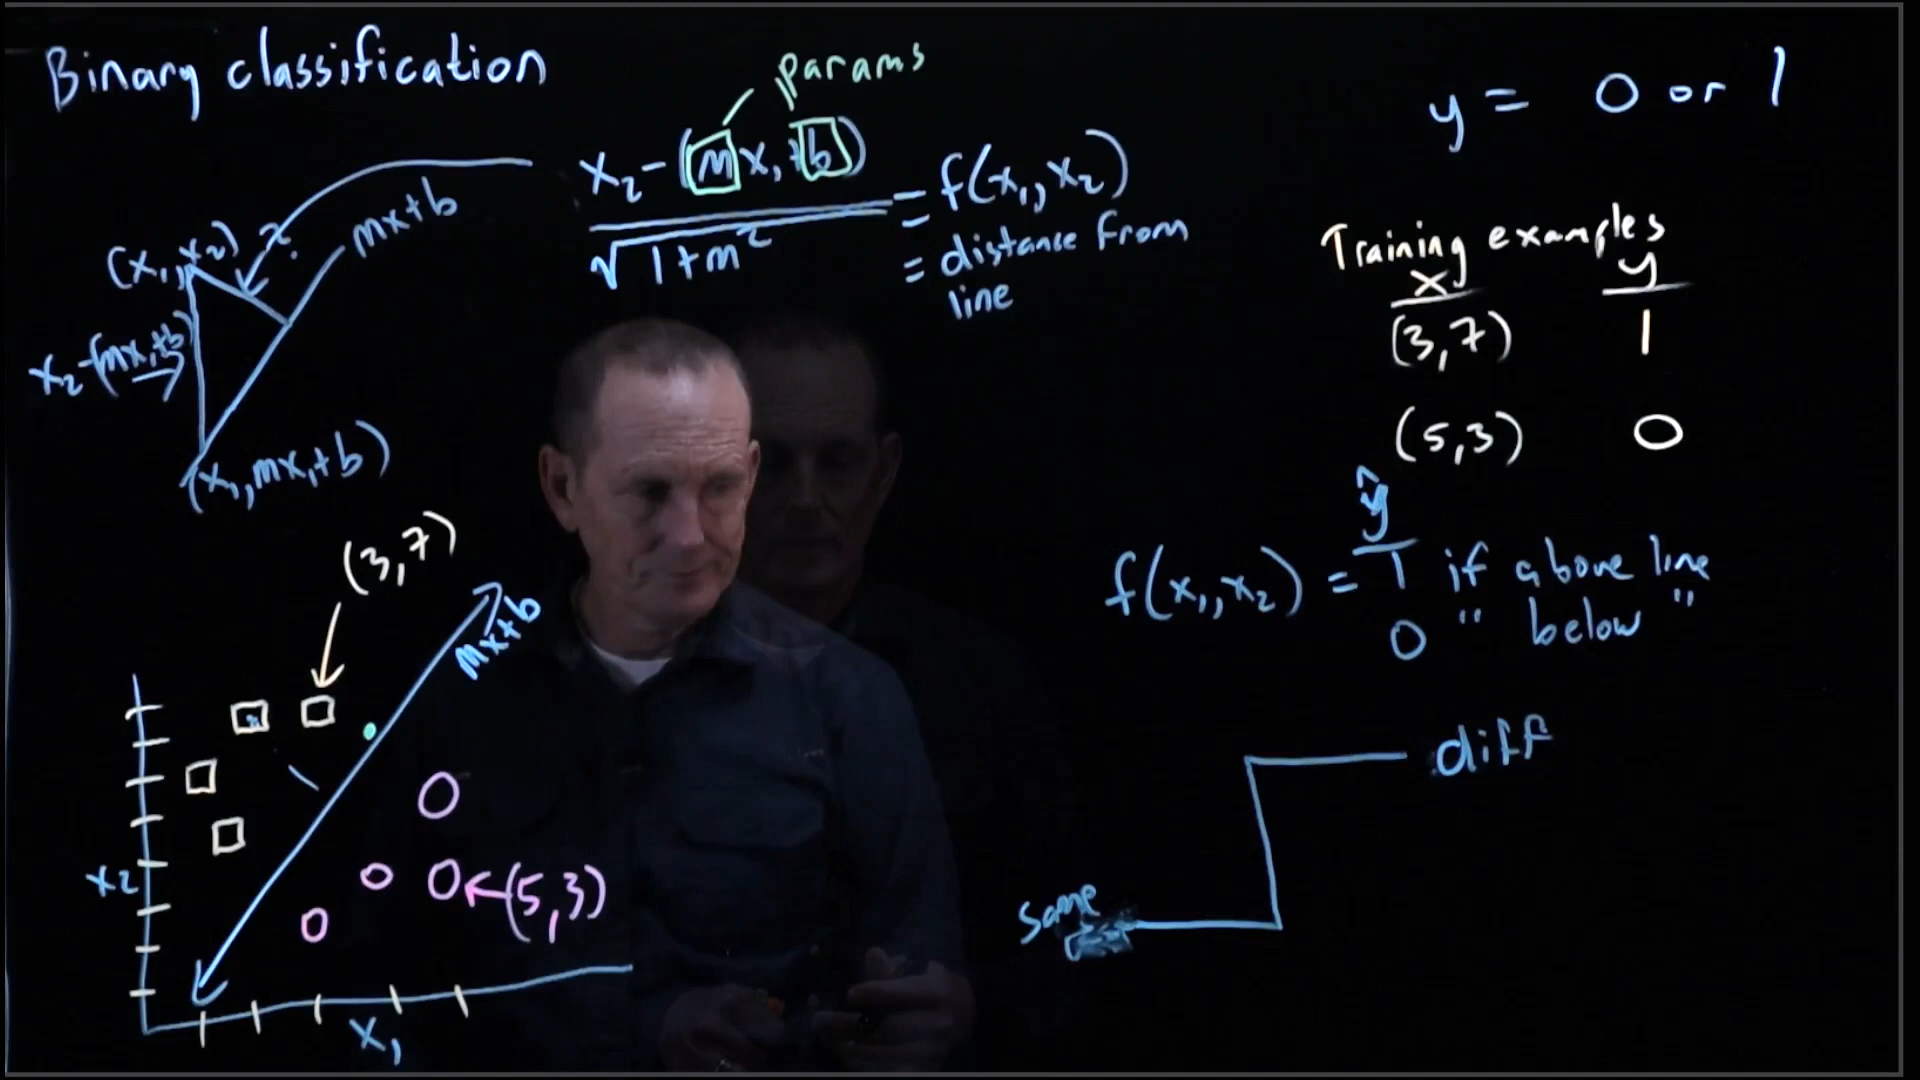 Binary classification
params
y = 0 or 1
x₂-(mx₁+b)
√1+m²
= f(x₁,x₂)
= distance from
line
(x₁,x₂)
?
mx+b
x₂-(mx₁+b)
(x₁,mx₁+b)
Training examples
x y
(3,7) 1
(5,3) 0
ŷ
f(x₁,x₂) = 1 if above line
0 " below "
(3,7)
mx+b
(5,3)
x₂
x₁
diff
same